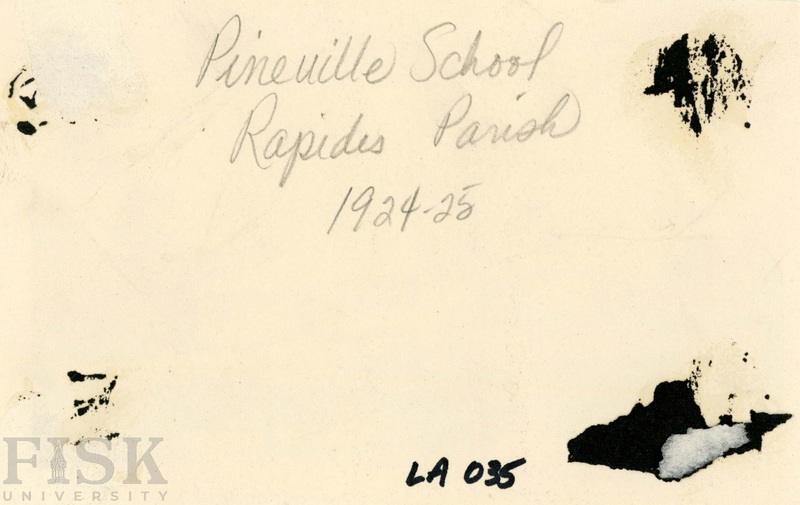 Pineville School
Rapides Parish
1924-25
LA 035
FISK
UNIVERSITY